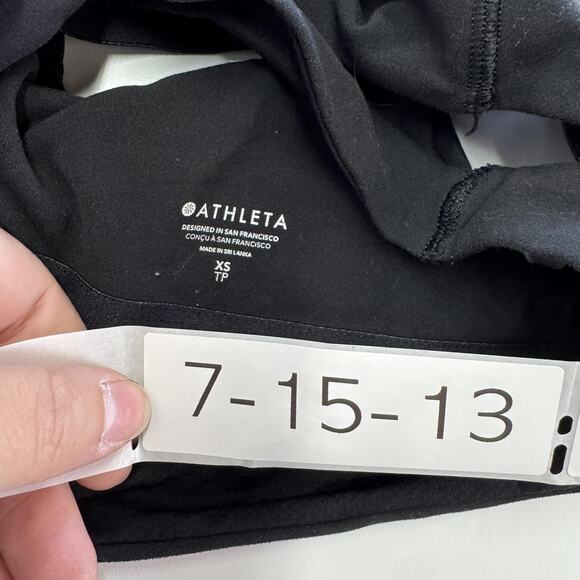 ATHLETA
DESIGNED IN SAN FRANCISCO
CONÇU À SAN FRANCISCO
MADE IN SRI LANKA
XS
TP
7-15-13